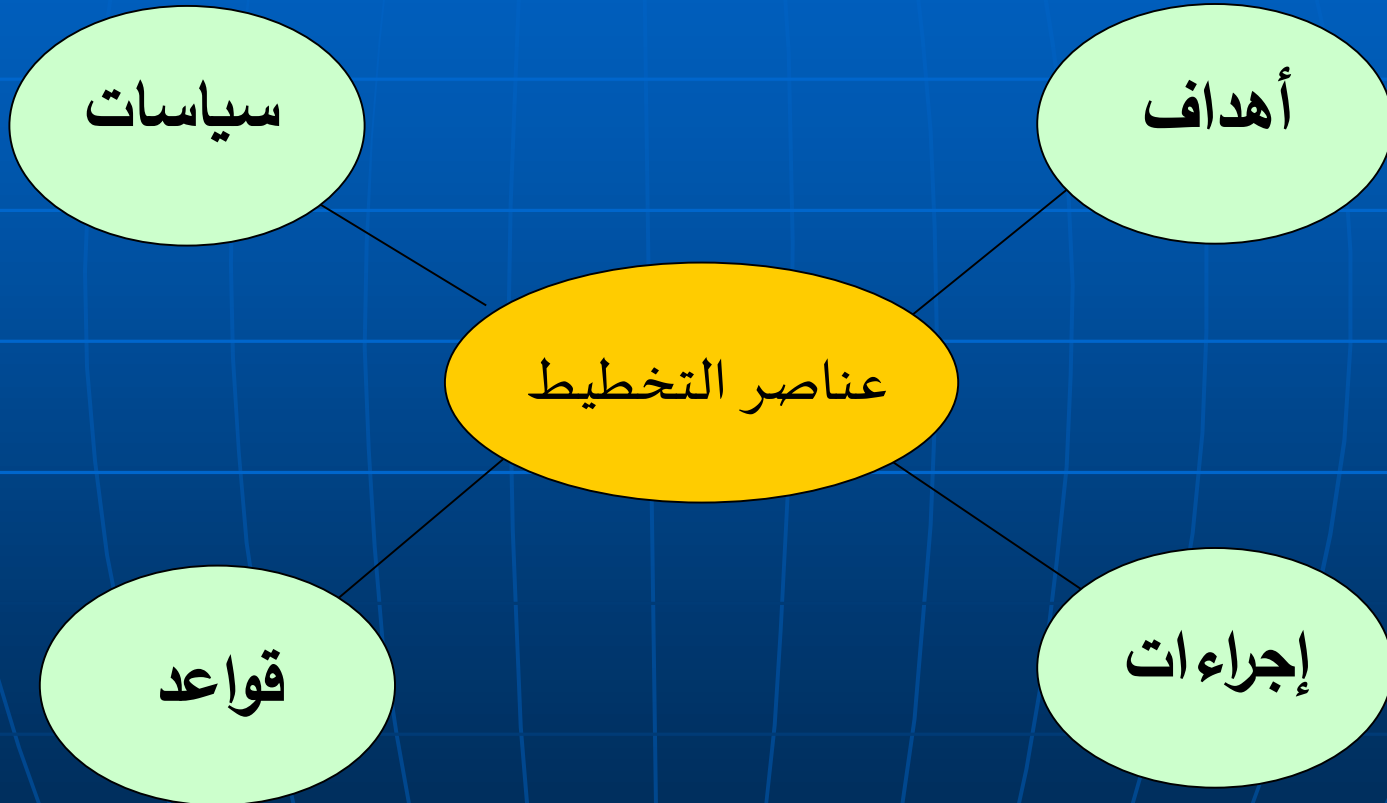 أهداف
سياسات
عناصر التخطيط
إجراءات
قواعد